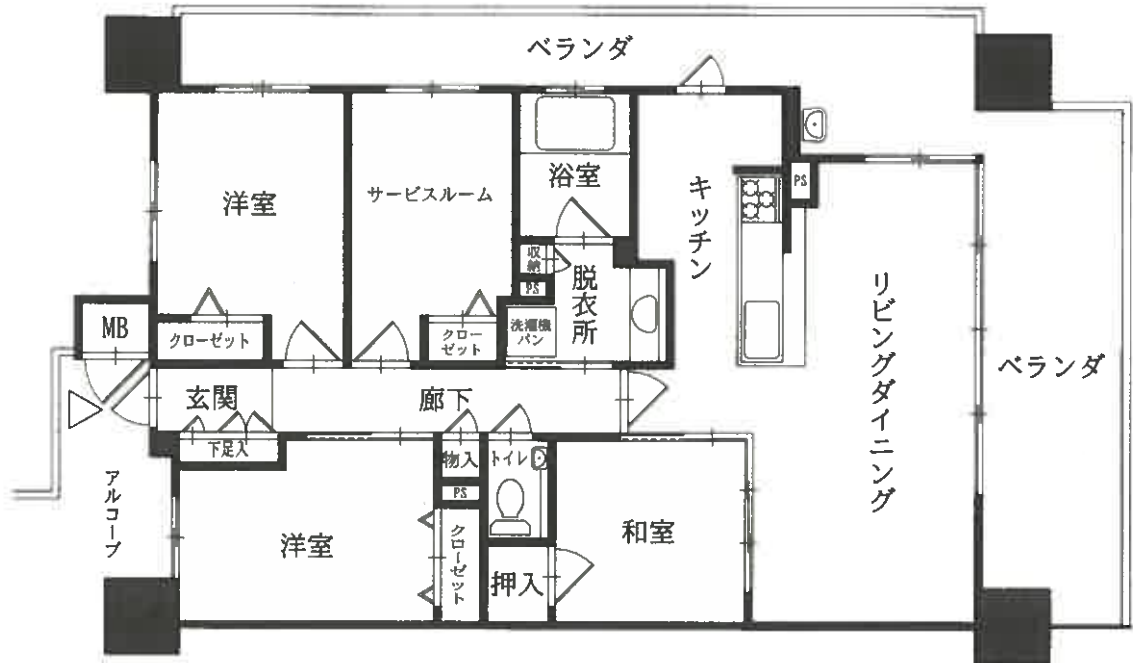 ベランダ
洋室
サービスルーム
浴室
キッチン
PS
収納
PS
脱衣所
リビングダイニング
MB
クローゼット
クローゼット
洗濯機パン
ベランダ
玄関
廊下
下足入
物入
トイレ
アルコーブ
PS
洋室
クローゼット
押入
和室